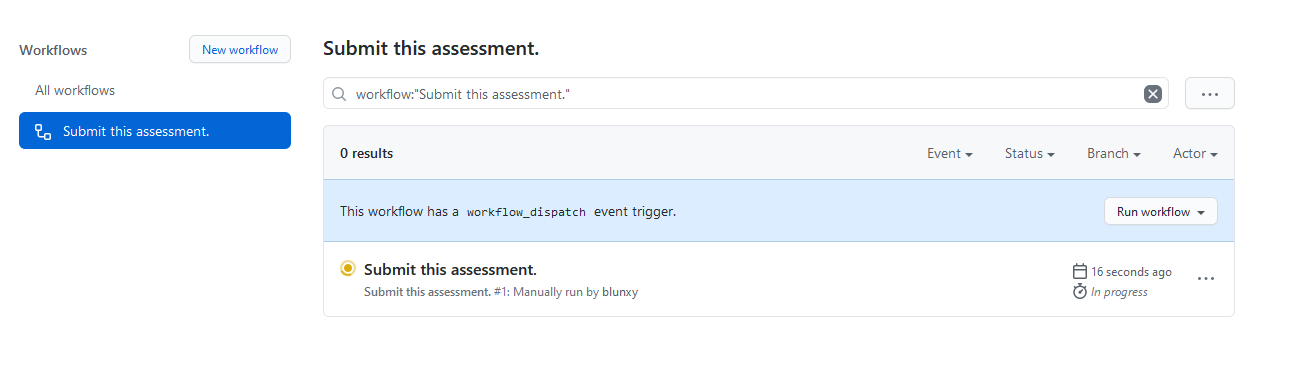 Workflows
New workflow
All workflows
Submit this assessment.
Submit this assessment.
workflow:"Submit this assessment."
0 results
Event
Status
Branch
Actor
This workflow has a workflow_dispatch event trigger.
Run workflow
Submit this assessment.
Submit this assessment. #1: Manually run by blunxy
16 seconds ago
In progress